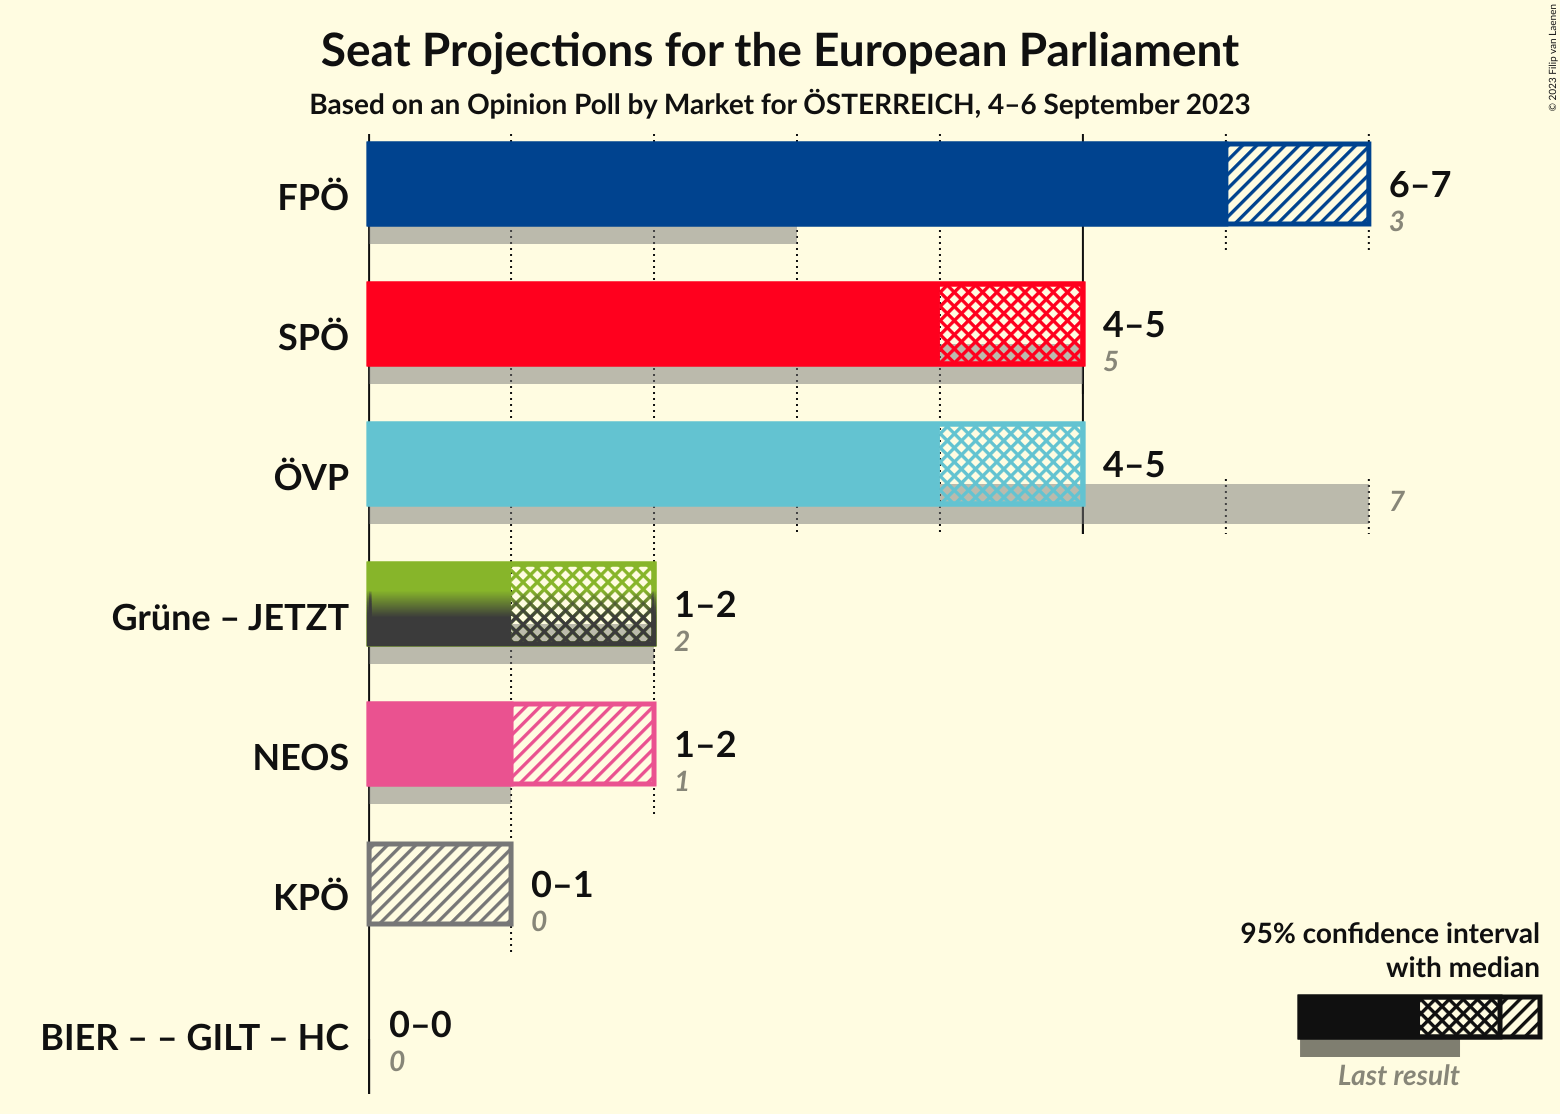 Seat Projections for the European Parliament
Based on an Opinion Poll by Market for ÖSTERREICH, 4–6 September 2023
© 2023 Filip van Laenen
FPÖ
6–7
3
SPÖ
4–5
5
ÖVP
4–5
7
Grüne – JETZT
1–2
2
NEOS
1–2
1
KPÖ
0–1
0
BIER – – GILT – HC
0–0
0
95% confidence interval
with median
Last result